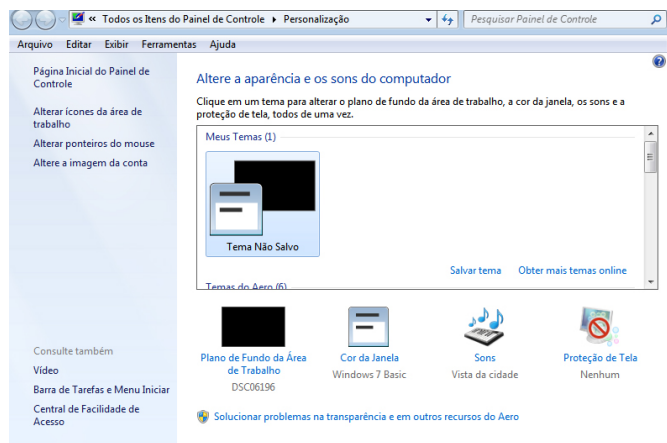 « Todos os Itens do Painel de Controle ▸ Personalização
Pesquisar Painel de Controle
Arquivo Editar Exibir Ferramentas Ajuda
Página Inicial do Painel de
Controle
Alterar ícones da área de
trabalho
Alterar ponteiros do mouse
Altere a imagem da conta
Altere a aparência e os sons do computador
Clique em um tema para alterar o plano de fundo da área de trabalho, a cor da janela, os sons e a
proteção de tela, todos de uma vez.
Meus Temas (1)
Tema Não Salvo
Salvar tema Obter mais temas online
Temas do Aero (6)
Plano de Fundo da Área
de Trabalho
DSC06196
Cor da Janela
Windows 7 Basic
Sons
Vista da cidade
Proteção de Tela
Nenhum
Solucionar problemas na transparência e em outros recursos do Aero
Consulte também
Vídeo
Barra de Tarefas e Menu Iniciar
Central de Facilidade de
Acesso